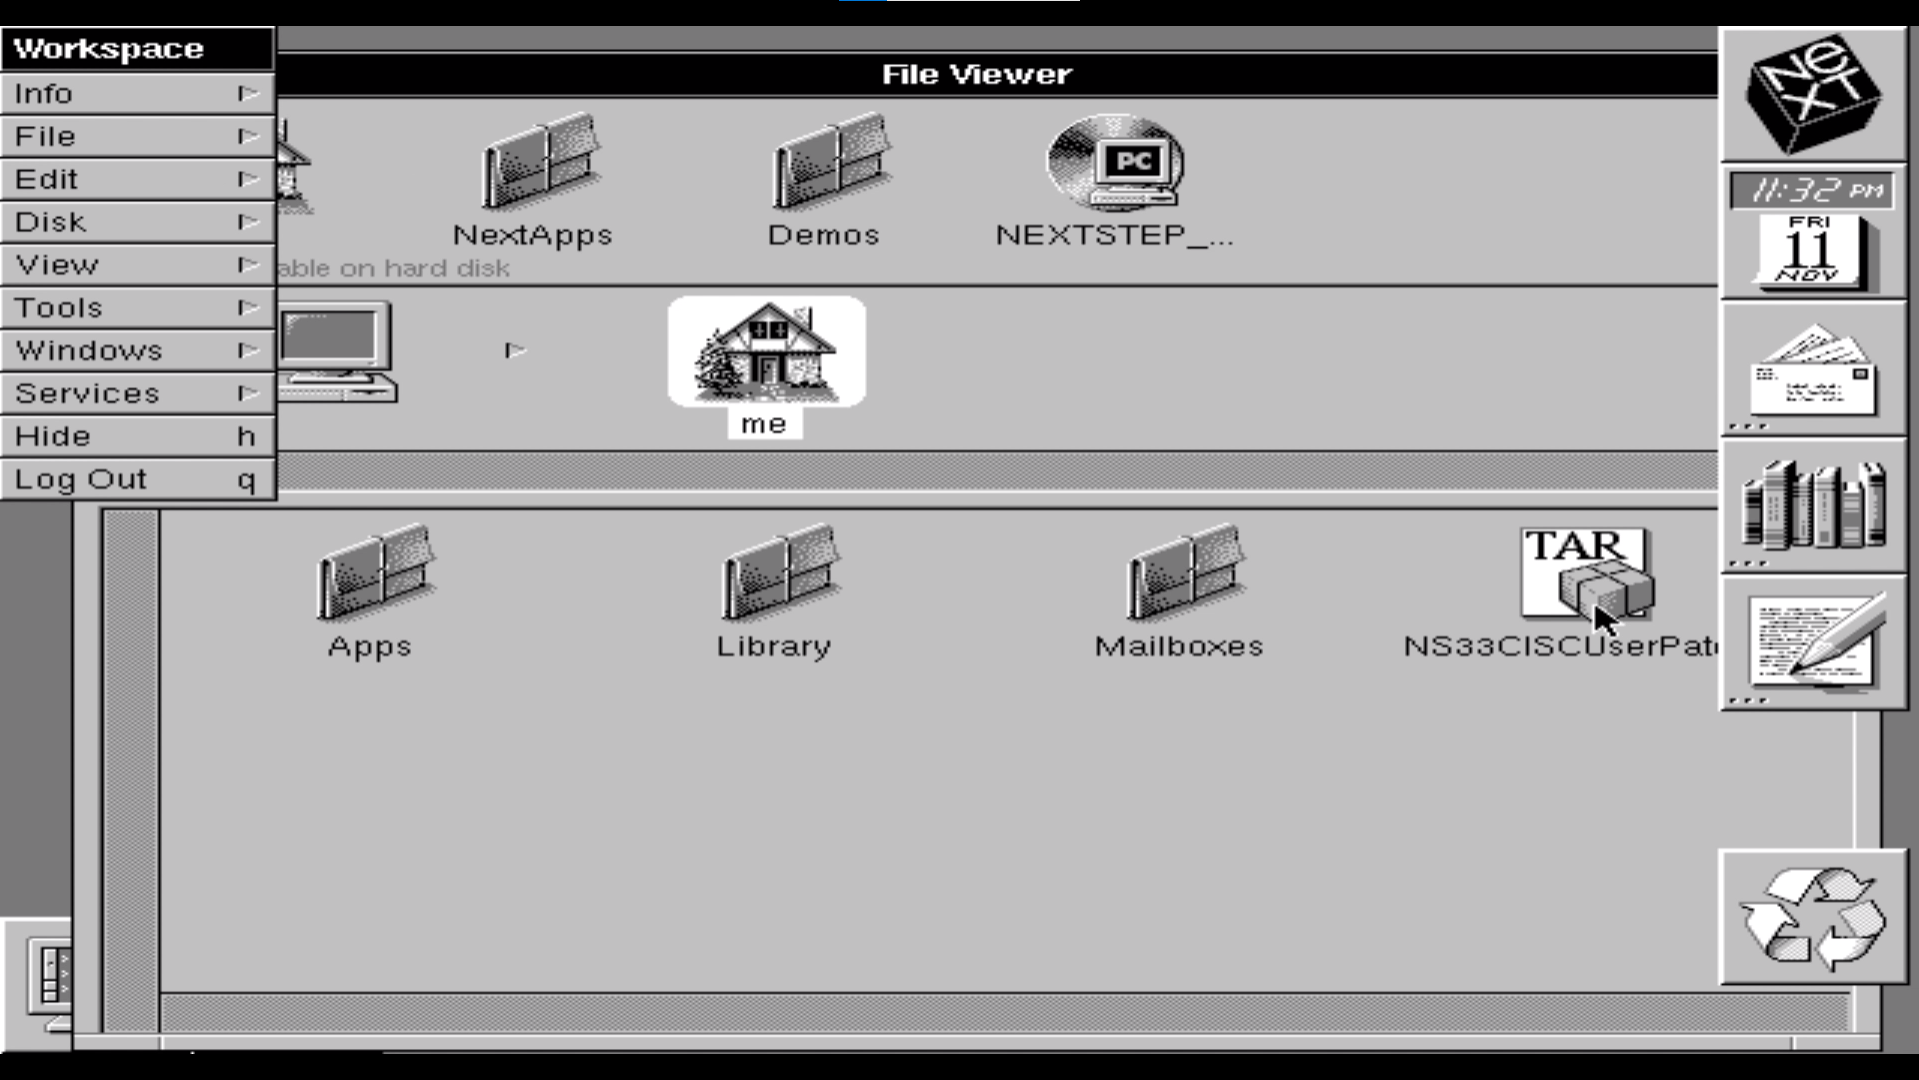 Workspace
Info
File
Edit
Disk
View
Tools
Windows
Services
Hide h
Log Out q
File Viewer
NextApps
Demos
PC
NEXTSTEP_...
able on hard disk
me
Apps
Library
Mailboxes
TAR
NS33CISCUserPat
NeXT
11:32 PM
FRI
11
NOV